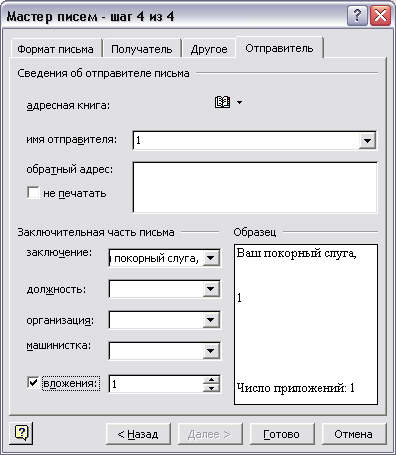 Мастер писем - шаг 4 из 4
Формат письма Получатель Другое Отправитель
Сведения об отправителе письма
адресная книга:
имя отправителя: 1
обратный адрес:
не печатать
Заключительная часть письма Образец
заключение: покорный слуга, Ваш покорный слуга,
должность: 1
организация:
машинистка:
вложения: 1 Число приложений: 1
? < Назад Далее > Готово Отмена